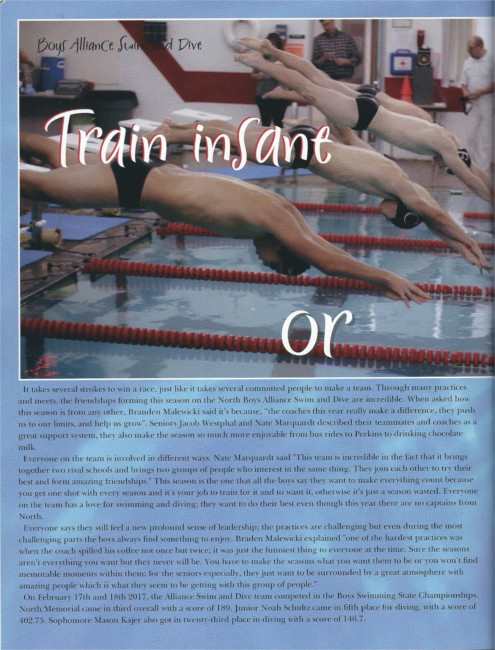 Boys Alliance Swim and Dive
Train insant
or
It takes several strokes to win a race, just like it takes several committed people to make a team. Through many practices
and meets, the friendships forming this season on the North Boys Alliance Swim and Dive are incredible. When asked how
this season is from any other, Branden Malewicki said it's because, "the coaches this year really make a difference, they push
us to our limits, and help us grow". Seniors Jacob Westphal and Nate Marquardt described their teammates and coaches as a
great support system, they also make the season so much more enjoyable from bus rides to Perkins to drinking chocolate
milk.
Everyone on the team is involved in different ways. Nate Marquardt said "This team is incredible in the fact that it brings
together two rival schools and brings two groups of people who interest in the same thing. They join each other to try their
best and form amazing friendships." This season is the one that all the boys say they want to make everything count because
you get one shot with every season and it's your job to train for it and to want it, otherwise it's just a season wasted. Everyone
on the team has a love for swimming and diving; they want to do their best even though this year there are no captains from
North.
Everyone says they still feel a new profound sense of leadership; the practices are challenging but even during the most
challenging parts the boys always find something to enjoy. Braden Malewicki explained "one of the hardest practices was
when the coach spilled his coffee not once but twice; it was just the funniest thing to everyone at the time. Sure the seasons
aren't everything you want but they never will be. You have to make the seasons what you want them to be or you won't find
memorable moments within them; for the seniors especially, they just want to be surrounded by a great atmosphere with
amazing people which is what they seem to be getting with this group of people."
On February 17th and 18th 2017, the Alliance Swim and Dive team competed in the Boys Swimming State Championships.
North/Memorial came in third overall with a score of 189. Junior Noah Schultz came in fifth place for diving, with a score of
402.75. Sophomore Mason Kajer also got in twenty-third place in diving with a score of 146.7.